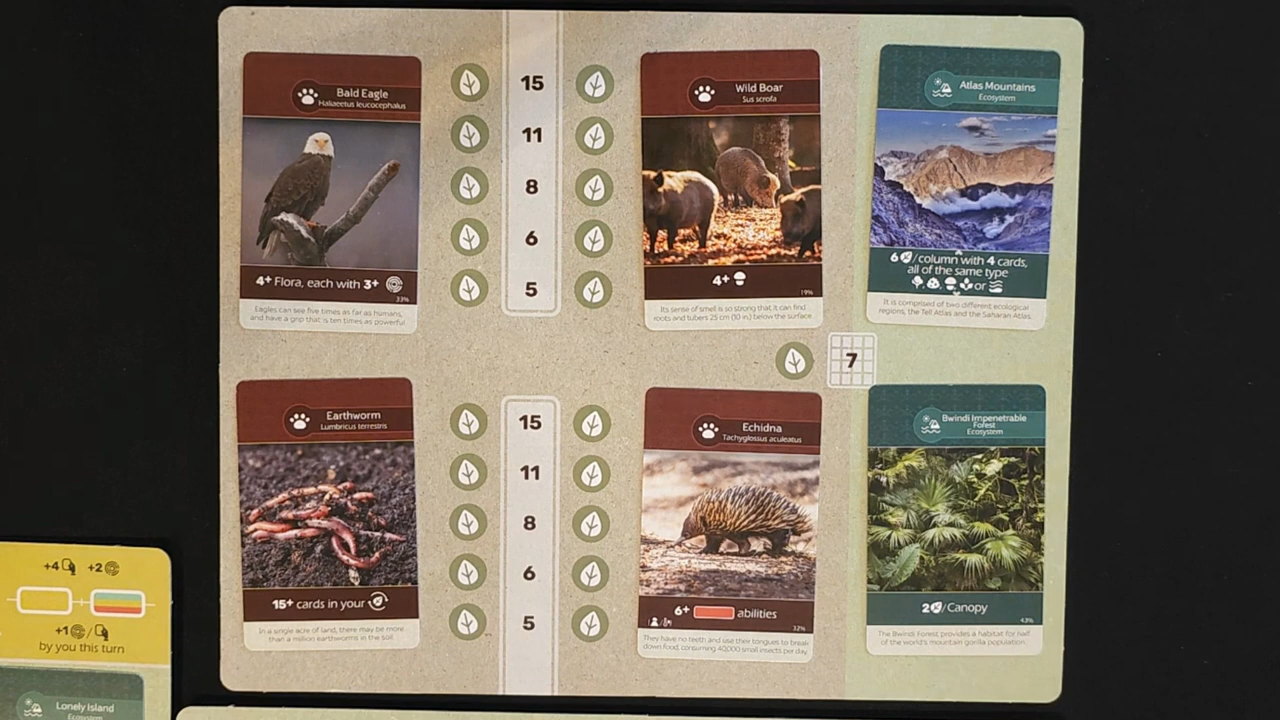 Bald Eagle
Haliaeetus leucocephalus
4+ Flora, each with 3+
33%
Eagles can see five times as far as humans,
and have a grip that is ten times as powerful.
15
11
8
6
5
Wild Boar
Sus scrofa
4+
19%
Its sense of smell is so strong that it can find
roots and tubers 25 cm (10 in) below the surface.
Atlas Mountains
Ecosystem
6 /column with 4 cards,
all of the same type
, , , or
It is comprised of two different ecological
regions, the Tell Atlas and the Saharan Atlas.
7
Earthworm
Lumbricus terrestris
15+ cards in your
In a single acre of land, there may be more
than a million earthworms in the soil.
15
11
8
6
5
Echidna
Tachyglossus aculeatus
6+ abilities
32%
They have no teeth and use their tongues to break
down food, consuming 40,000 small insects per day.
Bwindi Impenetrable
Forest
Ecosystem
2 /Canopy
43%
The Bwindi Forest provides a habitat for half
of the world's mountain gorilla population.
+4 +2
+
+1 /
by you this turn
Lonely Island
Ecosystem